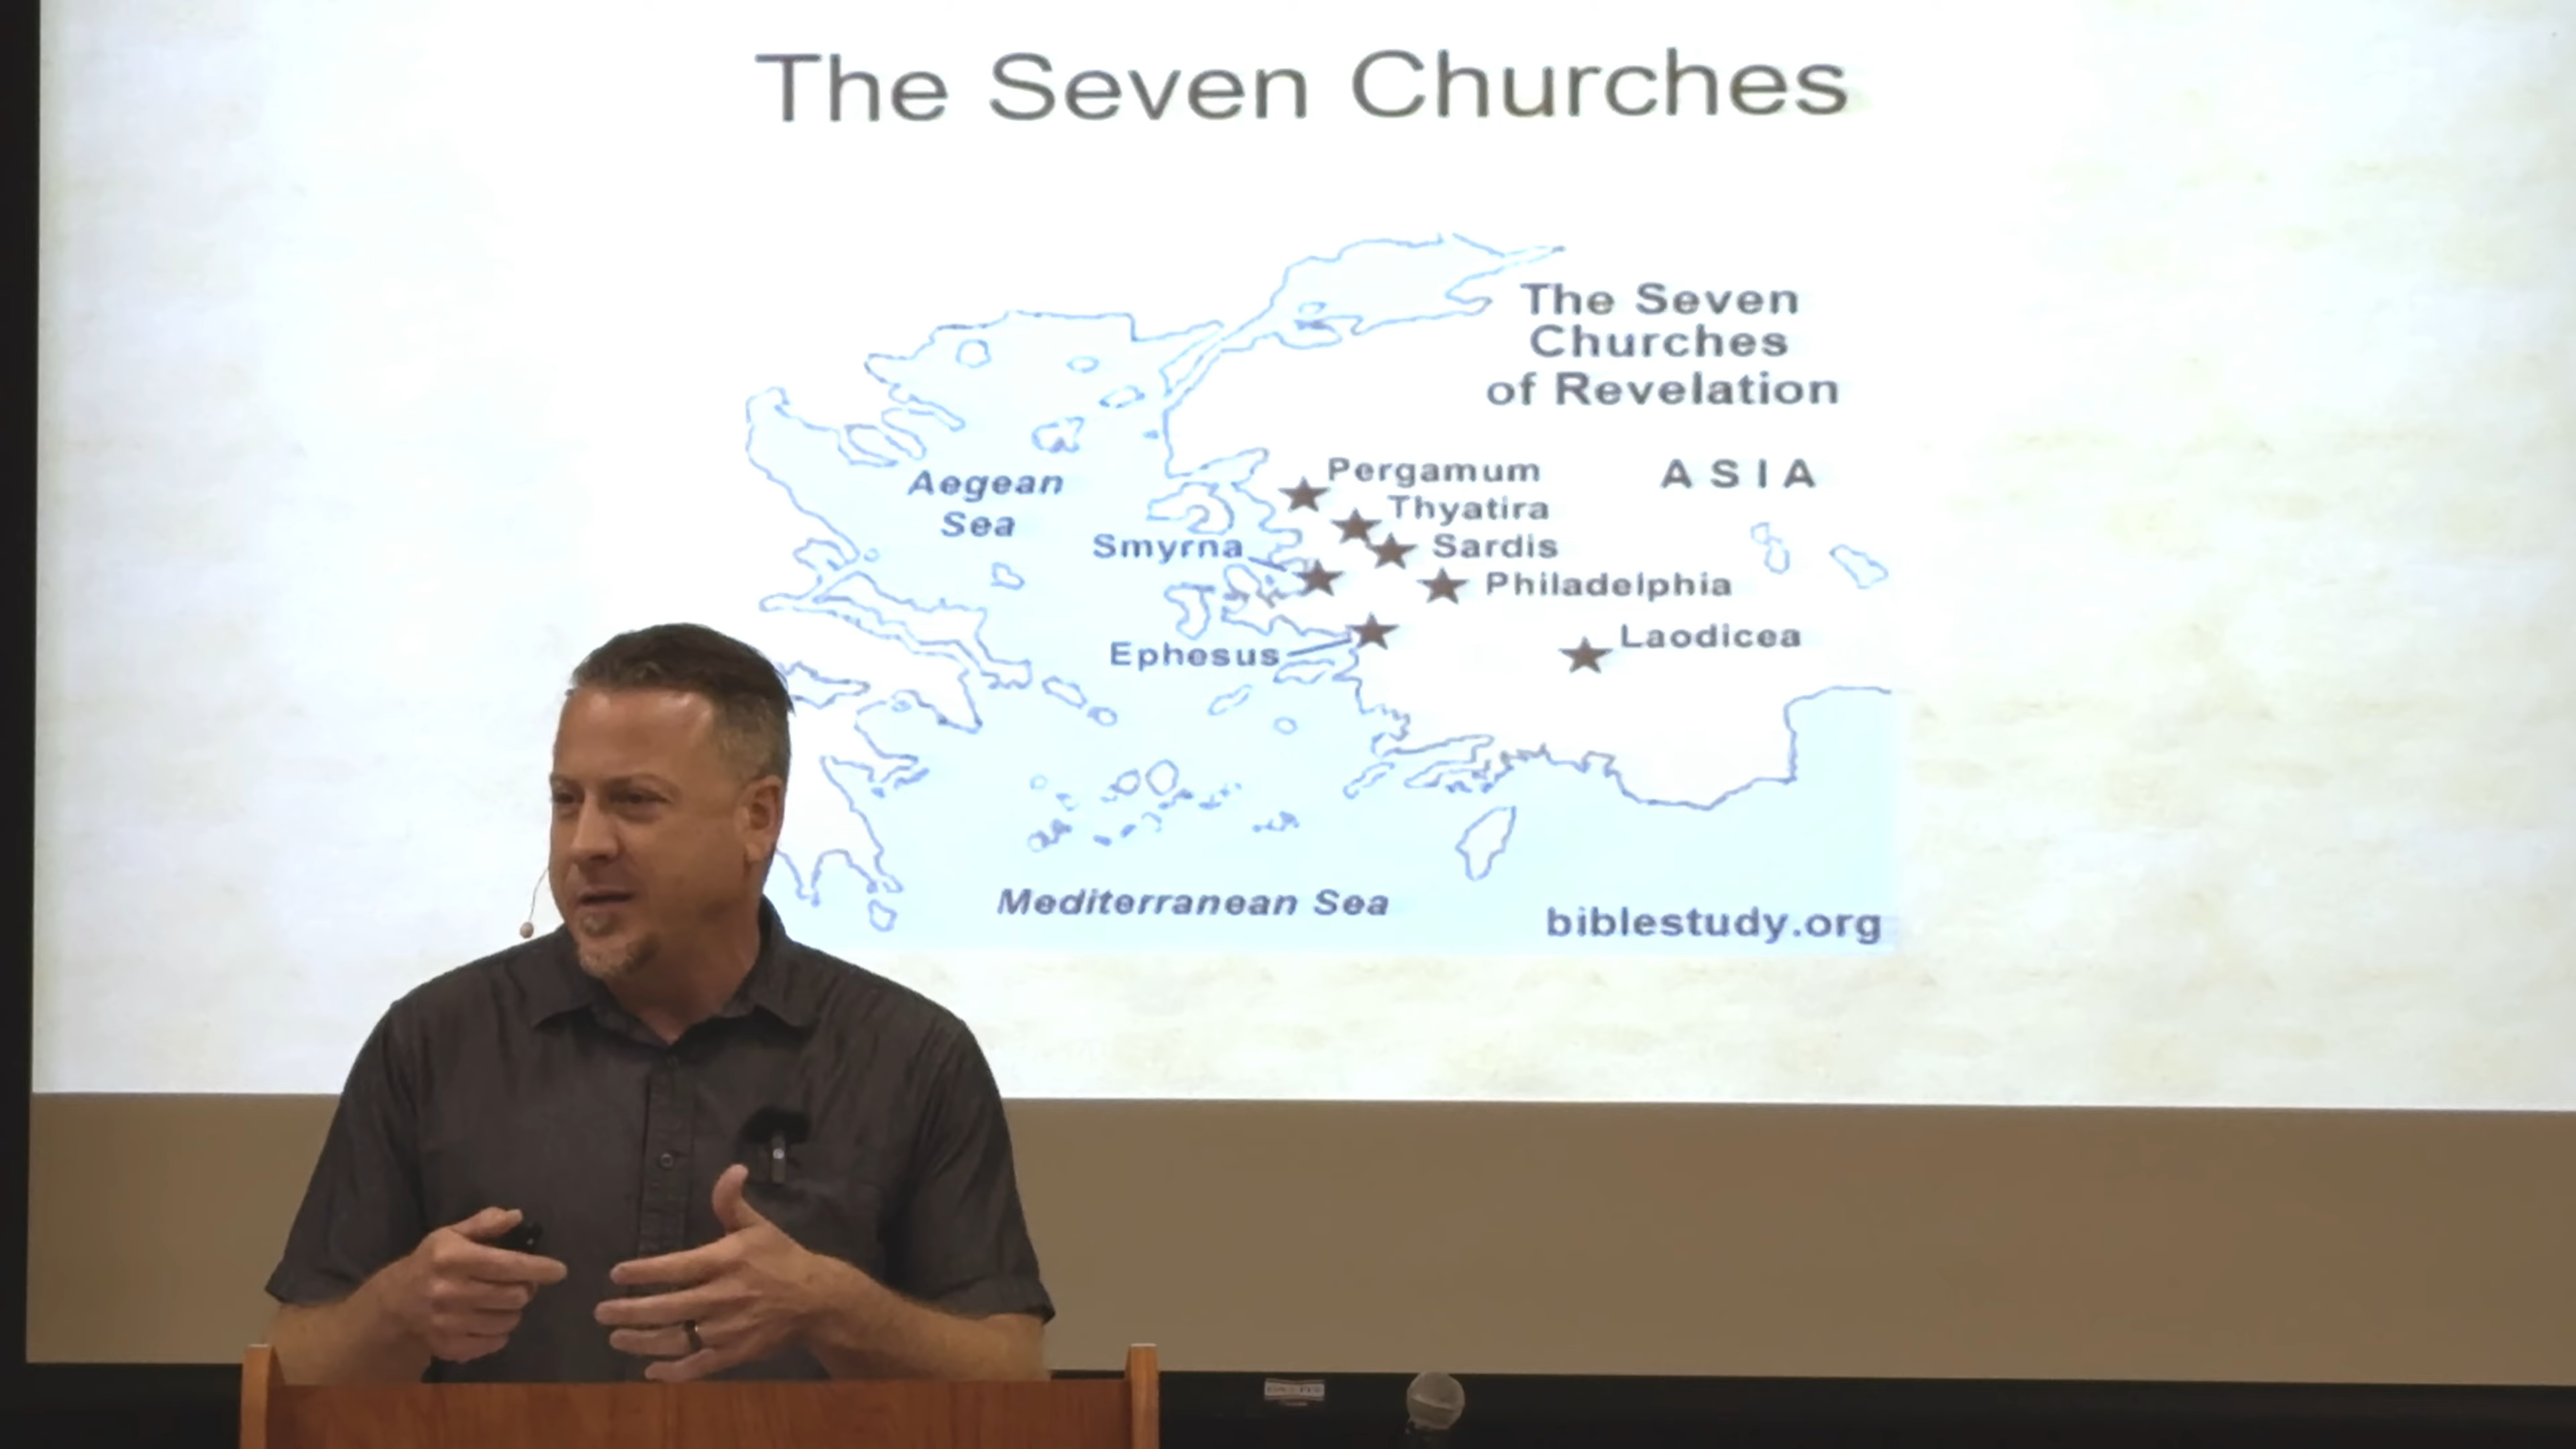 The Seven Churches
The Seven
Churches
of Revelation
Pergamum
ASIA
Aegean
Sea
Thyatira
Smyrna
Sardis
Philadelphia
Ephesus
Laodicea
Mediterranean Sea
biblestudy.org